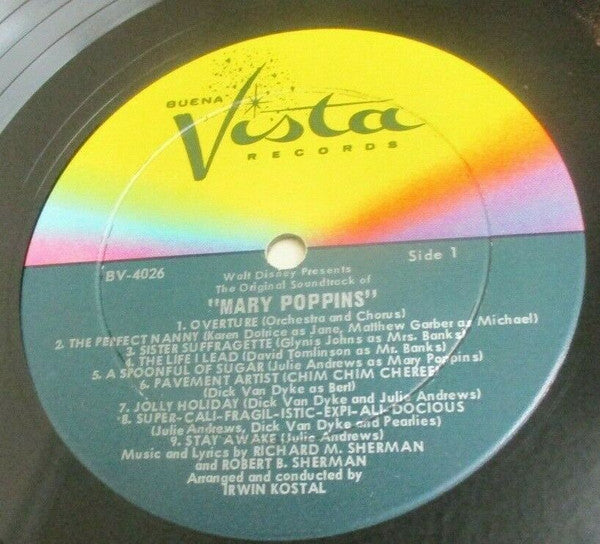 BUENA
Vista
RECORDS
BV-4026
Side 1
Walt Disney Presents
The Original Soundtrack of
"MARY POPPINS"
1. OVERTURE (Orchestra and Chorus)
2. THE PERFECT NANNY (Karen Dotrice as Jane, Matthew Garber as Michael)
3. SISTER SUFFRAGETTE (Glynis Johns as Mrs. Banks)
4. THE LIFE I LEAD (David Tomlinson as Mr. Banks)
5. A SPOONFUL OF SUGAR (Julie Andrews as Mary Poppins)
6. PAVEMENT ARTIST (CHIM CHIM CHEREE)
(Dick Van Dyke as Bert)
7. JOLLY HOLIDAY (Dick Van Dyke and Julie Andrews)
8. SUPER-CALI-FRAGIL-ISTIC-EXPI-ALI-DOCIOUS
(Julie Andrews, Dick Van Dyke and Pearlies)
9. STAY AWAKE (Julie Andrews)
Music and Lyrics by RICHARD M. SHERMAN
and ROBERT B. SHERMAN
Arranged and conducted by
IRWIN KOSTAL